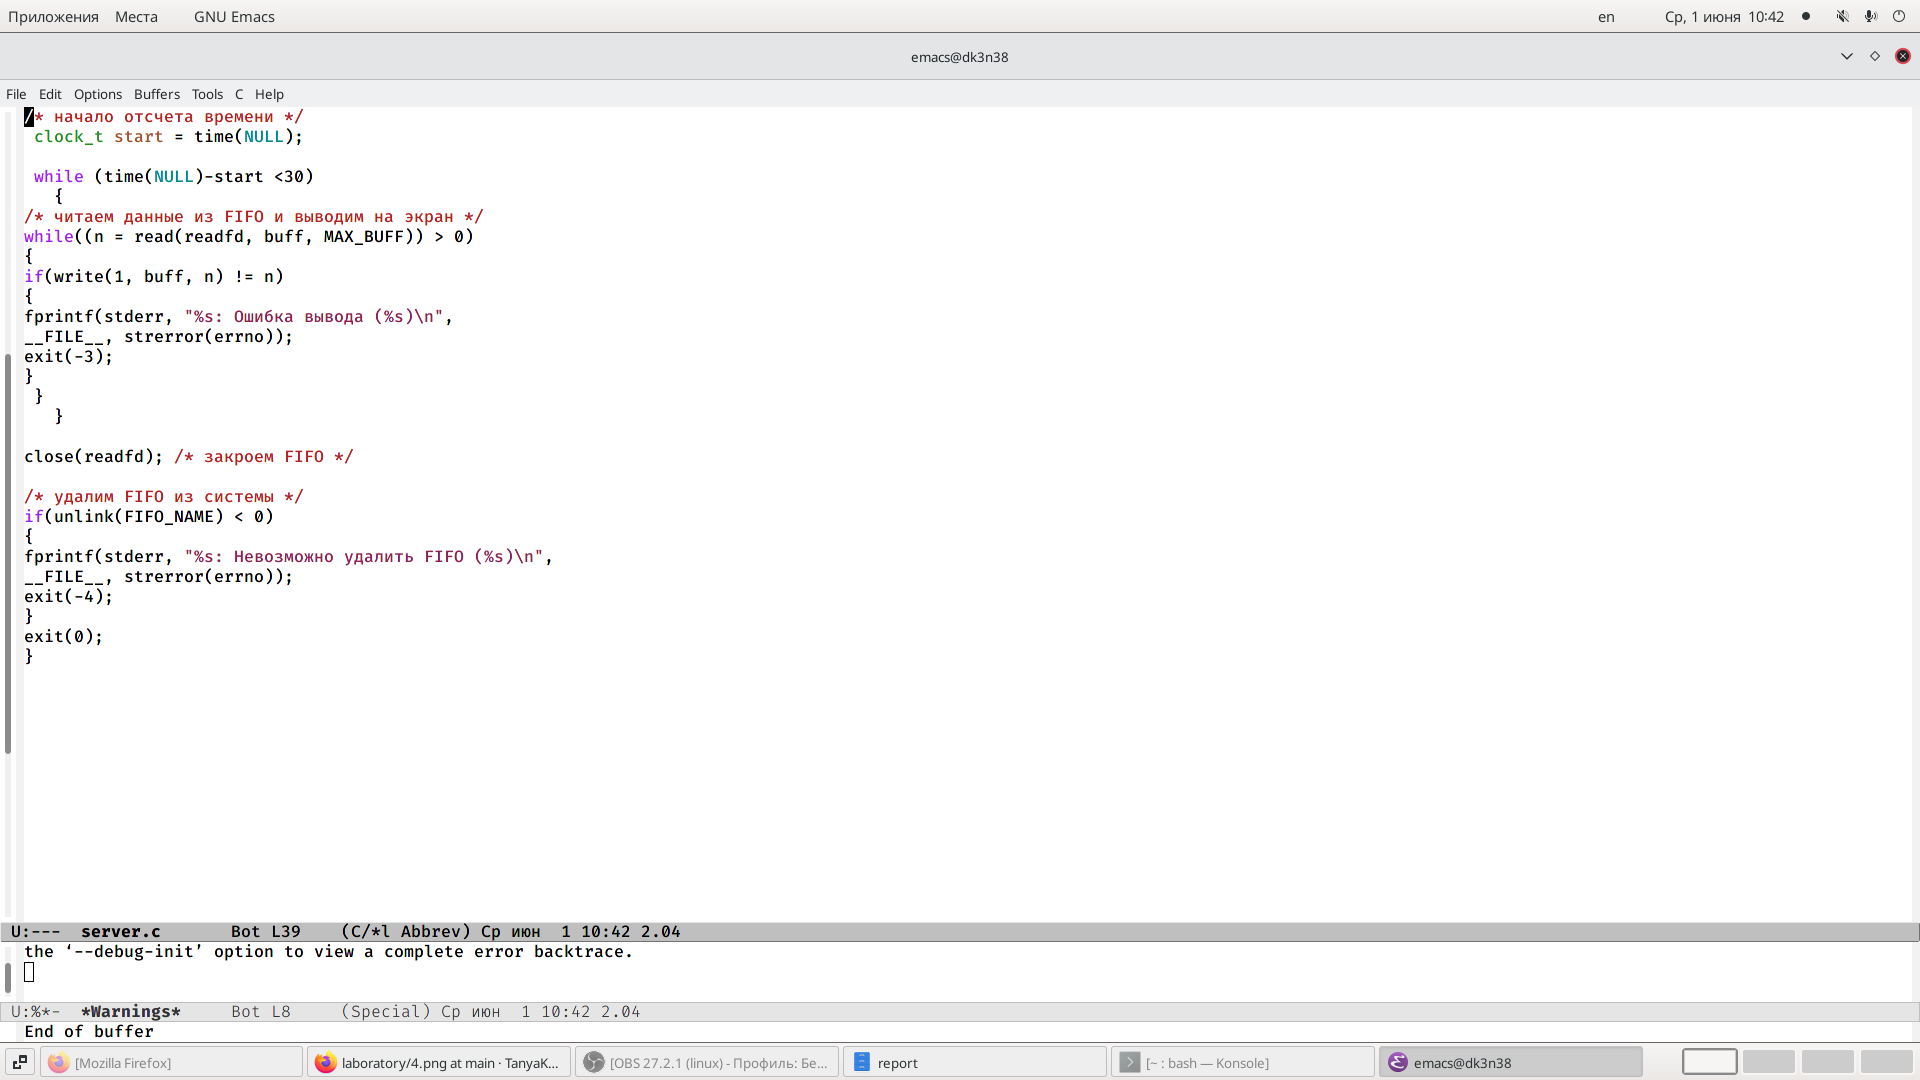 Приложения Места GNU Emacs en Ср, 1 июня 10:42
emacs@dk3n38
File Edit Options Buffers Tools C Help
/* начало отсчета времени */
clock_t start = time(NULL);
while (time(NULL)-start <30)
{
/* читаем данные из FIFO и выводим на экран */
while((n = read(readfd, buff, MAX_BUFF)) > 0)
{
if(write(1, buff, n) != n)
{
fprintf(stderr, "%s: Ошибка вывода (%s)\n",
__FILE__, strerror(errno));
exit(-3);
}
}
}
close(readfd); /* закроем FIFO */
/* удалим FIFO из системы */
if(unlink(FIFO_NAME) < 0)
{
fprintf(stderr, "%s: Невозможно удалить FIFO (%s)\n",
__FILE__, strerror(errno));
exit(-4);
}
exit(0);
}
U:--- server.c Bot L39 (C/*l Abbrev) Ср июн 1 10:42 2.04
the ‘--debug-init’ option to view a complete error backtrace.
U:%*- *Warnings* Bot L8 (Special) Ср июн 1 10:42 2.04
End of buffer
[Mozilla Firefox] laboratory/4.png at main · TanyaK... [OBS 27.2.1 (linux) - Профиль: Бе... report [~ : bash — Konsole] emacs@dk3n38